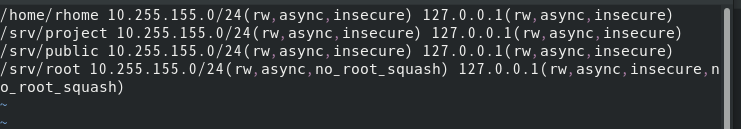 /home/rhome 10.255.155.0/24(rw,async,insecure) 127.0.0.1(rw,async,insecure)
/srv/project 10.255.155.0/24(rw,async,insecure) 127.0.0.1(rw,async,insecure)
/srv/public 10.255.155.0/24(rw,async,insecure) 127.0.0.1(rw,async,insecure)
/srv/root 10.255.155.0/24(rw,async,no_root_squash) 127.0.0.1(rw,async,insecure,n
o_root_squash)
~
~